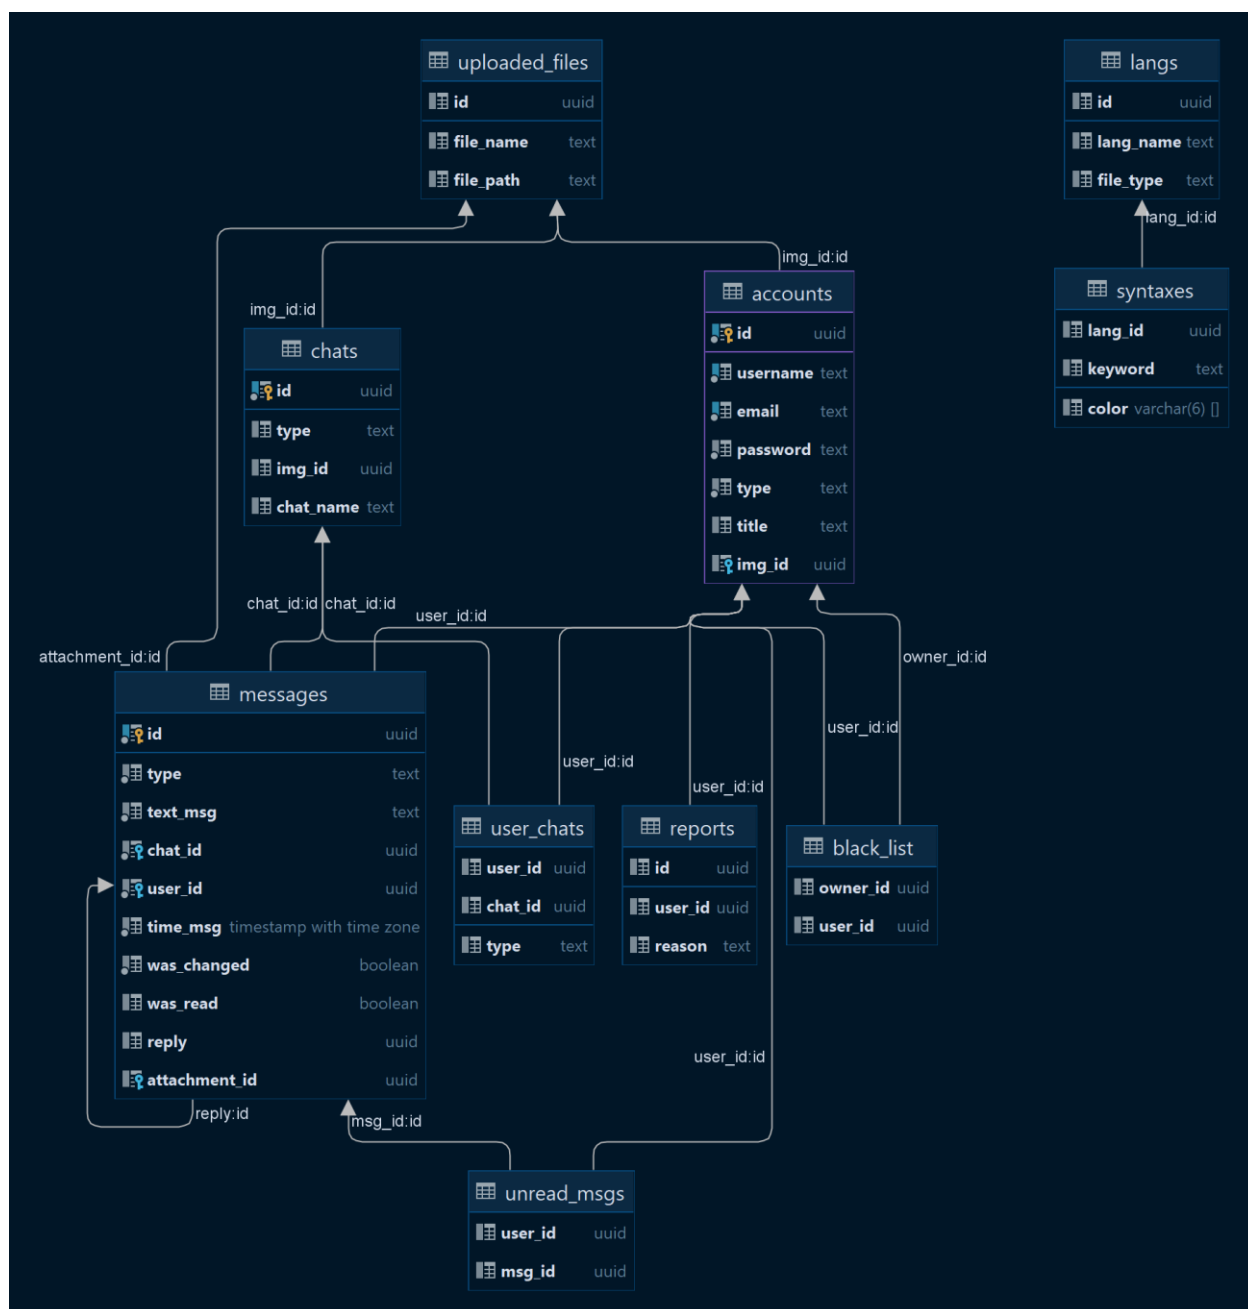 uploaded_files
id uuid
file_name text
file_path text
langs
id uuid
lang_name text
file_type text
lang_id:id
syntaxes
lang_id uuid
keyword text
color varchar(6) []
img_id:id
accounts
id uuid
username text
email text
password text
type text
title text
img_id uuid
img_id:id
chats
id uuid
type text
img_id uuid
chat_name text
chat_id:id chat_id:id
user_id:id
owner_id:id
attachment_id:id
messages
id uuid
type text
text_msg text
chat_id uuid
user_id uuid
time_msg timestamp with time zone
was_changed boolean
was_read boolean
reply uuid
attachment_id uuid
reply:id
user_id:id
user_chats
user_id uuid
chat_id uuid
type text
user_id:id
reports
id uuid
user_id uuid
reason text
user_id:id
black_list
owner_id uuid
user_id uuid
user_id:id
msg_id:id
unread_msgs
user_id uuid
msg_id uuid